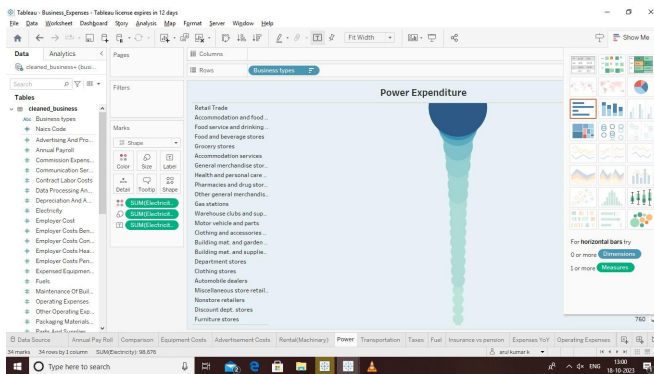 Tableau - Business_Expenses - Tableau license expires in 12 days
File Data Worksheet Dashboard Story Analysis Map Format Server Window Help
Fit Width
Show Me
Data Analytics
cleaned_business+ (busi...
Search
Tables
cleaned_business
Abc Business types
# Naics Code
# Advertising And Pro...
# Annual Payroll
# Commission Expens...
# Communication Ser...
# Contract Labor Costs
# Data Processing An...
# Depreciation And A...
# Electricity
# Employer Cost
# Employer Costs Ben...
# Employer Costs Con...
# Employer Costs Hea...
# Employer Costs Pen...
# Expensed Equipmen...
# Fuels
# Maintenance Of Buil...
# Operating Expenses
# Other Operating Exp...
# Packaging Materials...
# Parts And Supplies
Pages
Filters
Marks
Shape
Color Size Label
Detail Tooltip Shape
SUM(Electricit..
SUM(Electricit..
SUM(Electricit..
Columns
Rows
Business types
Power Expenditure
Retail Trade
Accommodation and food ..
Food service and drinking ..
Food and beverage stores
Grocery stores
Accommodation services
General merchandise stor...
Health and personal care ..
Pharmacies and drug stor..
Other general merchandis..
Gas stations
Warehouse clubs and sup..
Motor vehicle and parts
Clothing and accessories ..
Building mat. and garden ..
Building mat. and supplie..
Department stores
Clothing stores
Automobile dealers
Miscellaneous store retail..
Nonstore retailers
Discount dept. stores
Furniture stores
For horizontal bars try
0 or more Dimensions
1 or more Measures
760
Data Source Annual Pay Roll Comparison Equipment Costs Advertisement Costs Rental(Machinary) Power Transportation Taxes Fuel Insurance vs pension Expenses YoY Operating Expenses
34 marks 34 rows by 1 column SUM(Electricity): 98,676
arul kumar k
Type here to search
ENG
13:00
18-10-2023